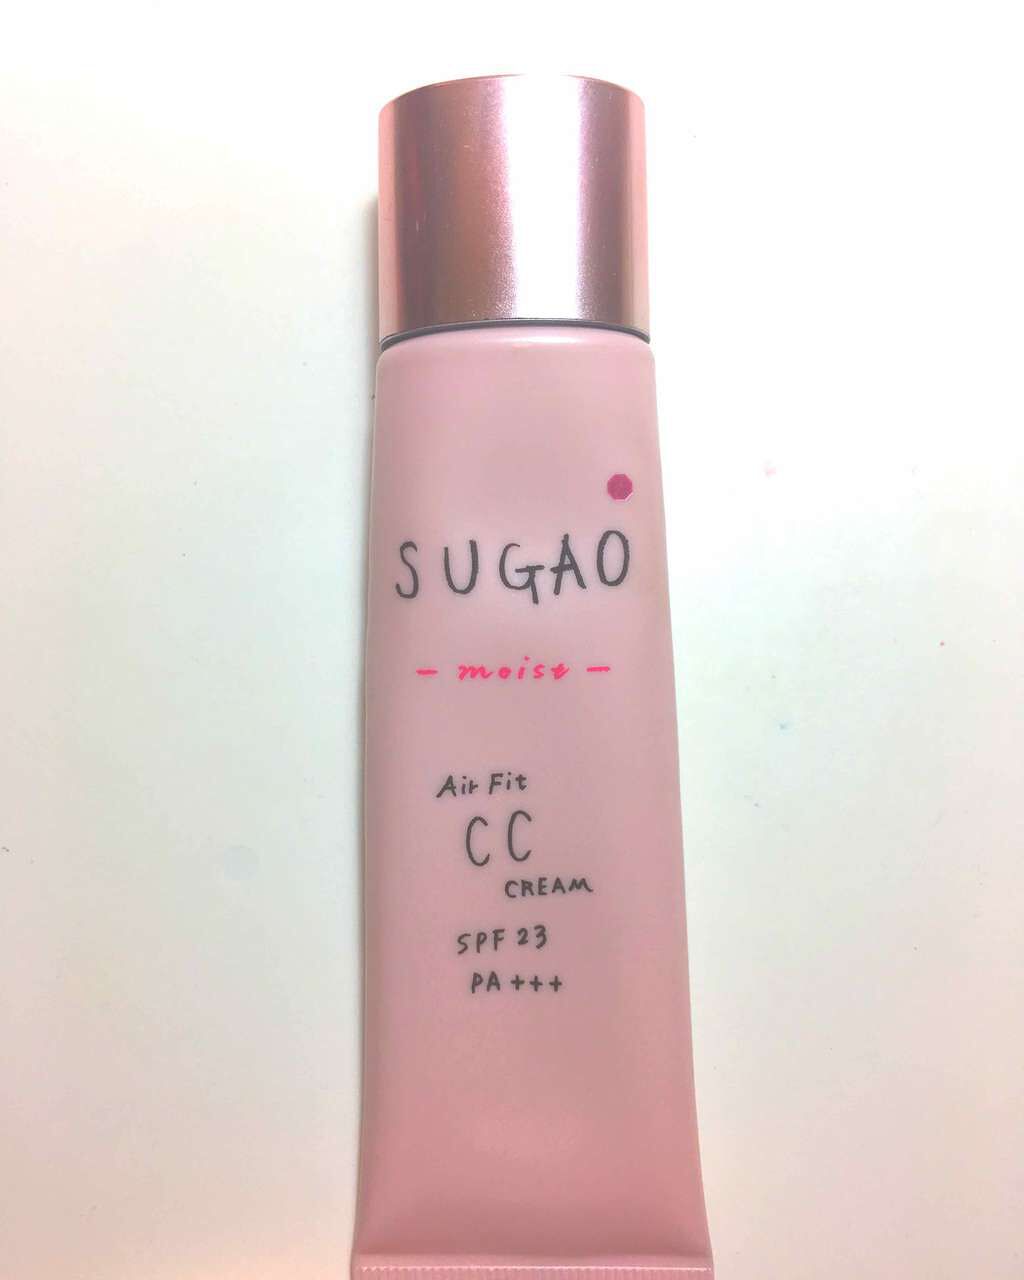 SUGAO
- moist -
Air Fit
CC
CREAM
SPF 23
PA +++